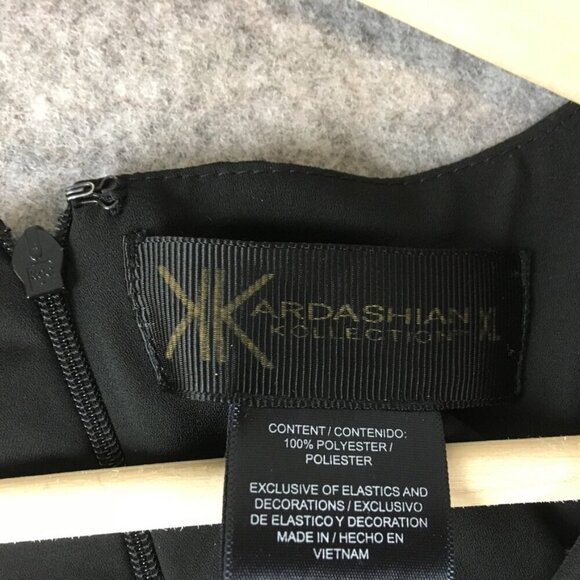 KARDASHIAN XL
KOLLECTION
CONTENT / CONTENIDO:
100% POLYESTER /
POLIESTER
EXCLUSIVE OF ELASTICS AND
DECORATIONS / EXCLUSIVO
DE ELASTICO Y DECORATION
MADE IN / HECHO EN
VIETNAM